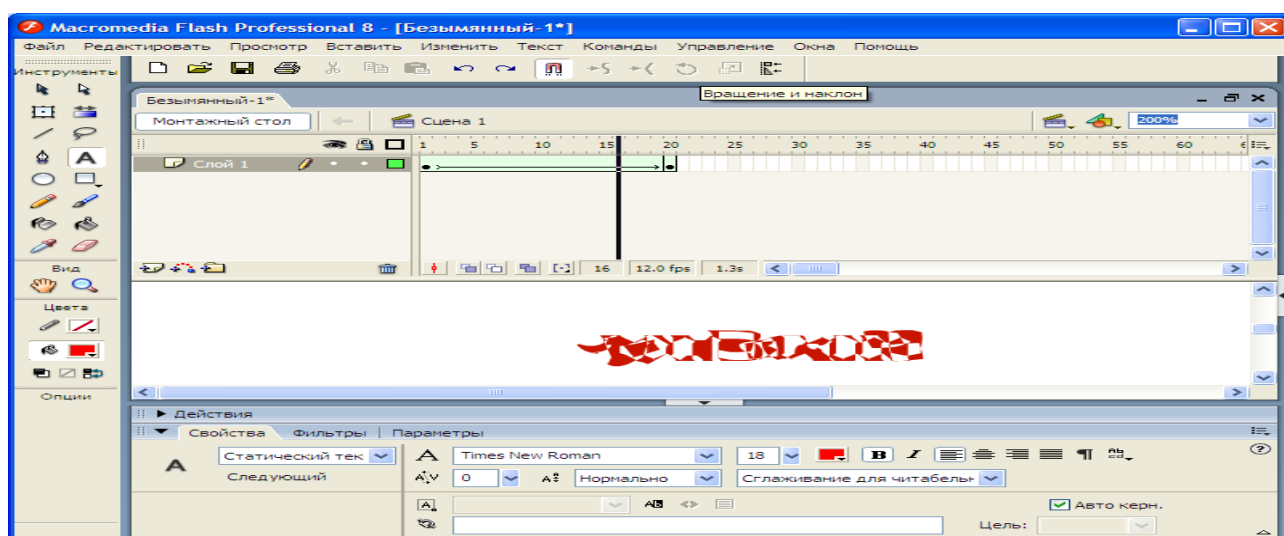 Macromedia Flash Professional 8 - [Безымянный-1*]
Файл Редактировать Просмотр Вставить Изменить Текст Команды Управление Окна Помощь
Инструменты
Вращение и наклон
Безымянный-1*
Монтажный стол Сцена 1 200%
1 5 10 15 20 25 30 35 40 45 50 55 60
Слой 1
16 12.0 fps 1.3s
Вид
Цвета
Опции
Действия
Свойства Фильтры Параметры
A Статический тек A Times New Roman 18 B I
Следующий A V 0 Нормально Сглаживание для читабельн
Авто керн.
Цель: